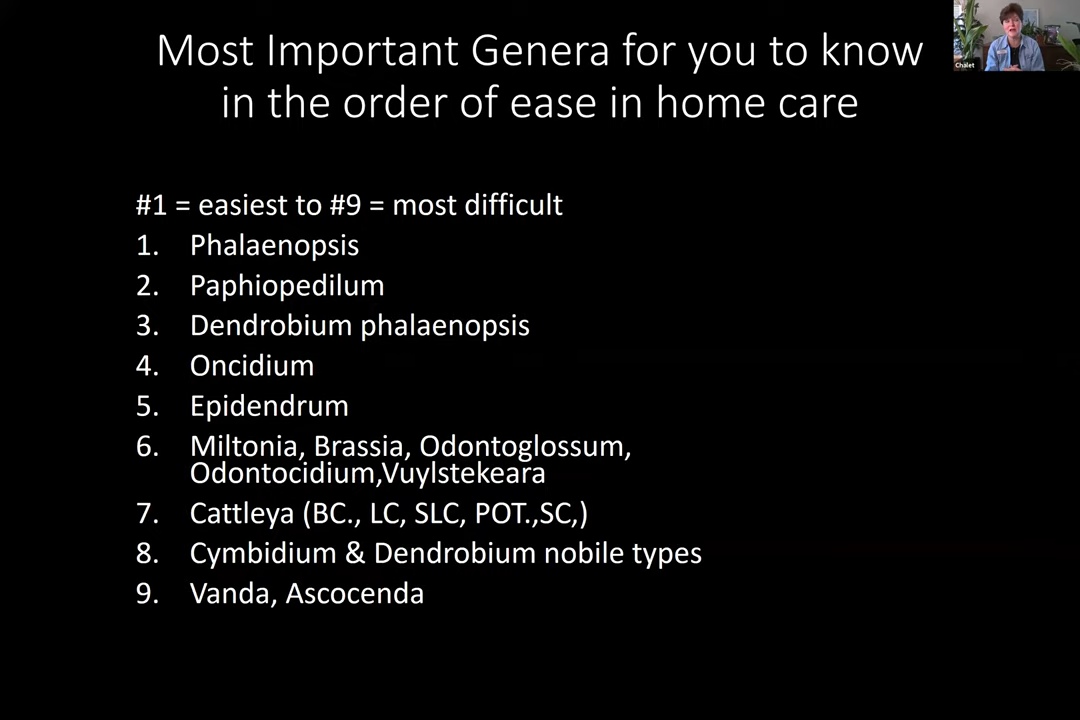 Most Important Genera for you to know
in the order of ease in home care
Chalet
#1 = easiest to #9 = most difficult
1. Phalaenopsis
2. Paphiopedilum
3. Dendrobium phalaenopsis
4. Oncidium
5. Epidendrum
6. Miltonia, Brassia, Odontoglossum,
Odontocidium,Vuylstekeara
7. Cattleya (BC., LC, SLC, POT.,SC,)
8. Cymbidium & Dendrobium nobile types
9. Vanda, Ascocenda